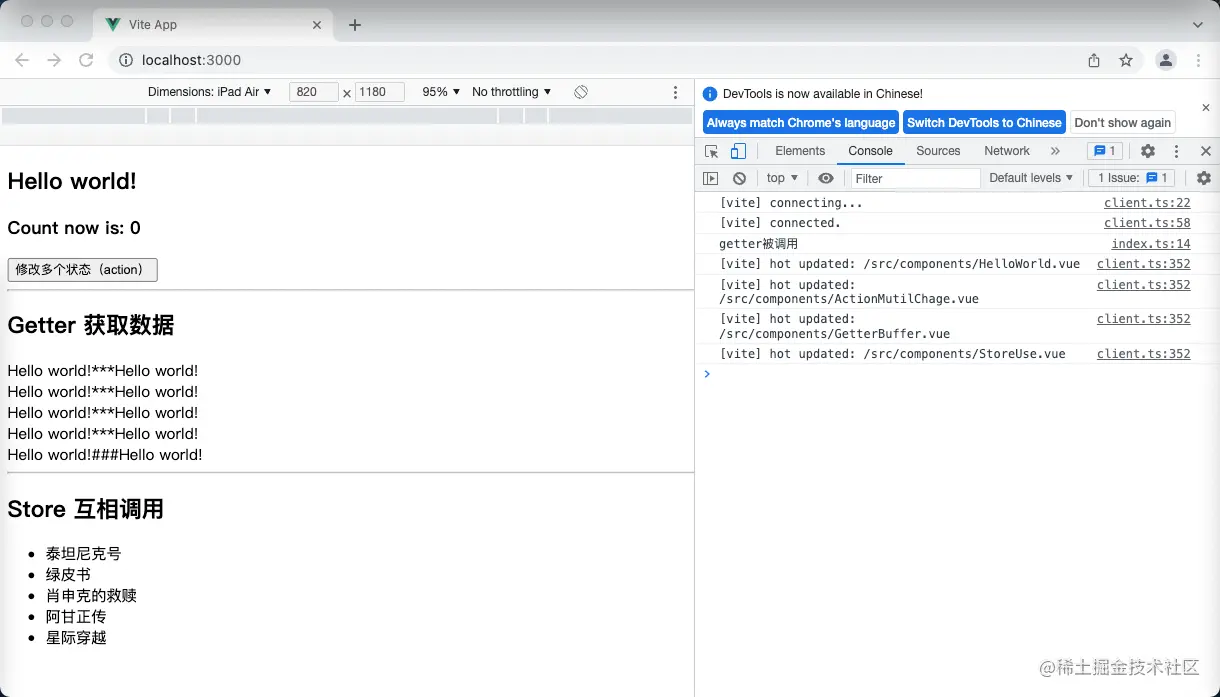 Vite App
localhost:3000
Dimensions: iPad Air ▼ 820 × 1180 95% ▼ No throttling ▼
Hello world!
Count now is: 0
修改多个状态（action）
Getter 获取数据
Hello world!***Hello world!
Hello world!***Hello world!
Hello world!***Hello world!
Hello world!***Hello world!
Hello world!###Hello world!
Store 互相调用
泰坦尼克号
绿皮书
肖申克的救赎
阿甘正传
星际穿越
DevTools is now available in Chinese!
Always match Chrome's language Switch DevTools to Chinese Don't show again
Elements Console Sources Network » 1
top ▼ Filter Default levels ▼ 1 Issue: 1
[vite] connecting... client.ts:22
[vite] connected. client.ts:58
getter被调用 index.ts:14
[vite] hot updated: /src/components/HelloWorld.vue client.ts:352
[vite] hot updated: client.ts:352
/src/components/ActionMutilChage.vue
[vite] hot updated: client.ts:352
/src/components/GetterBuffer.vue
[vite] hot updated: /src/components/StoreUse.vue client.ts:352
@稀土掘金技术社区